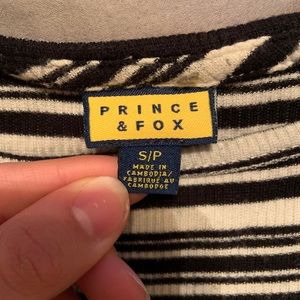 PRINCE
& FOX
S/P
MADE IN
CAMBODIA/
FABRIQUÉ AU
CAMBODGE